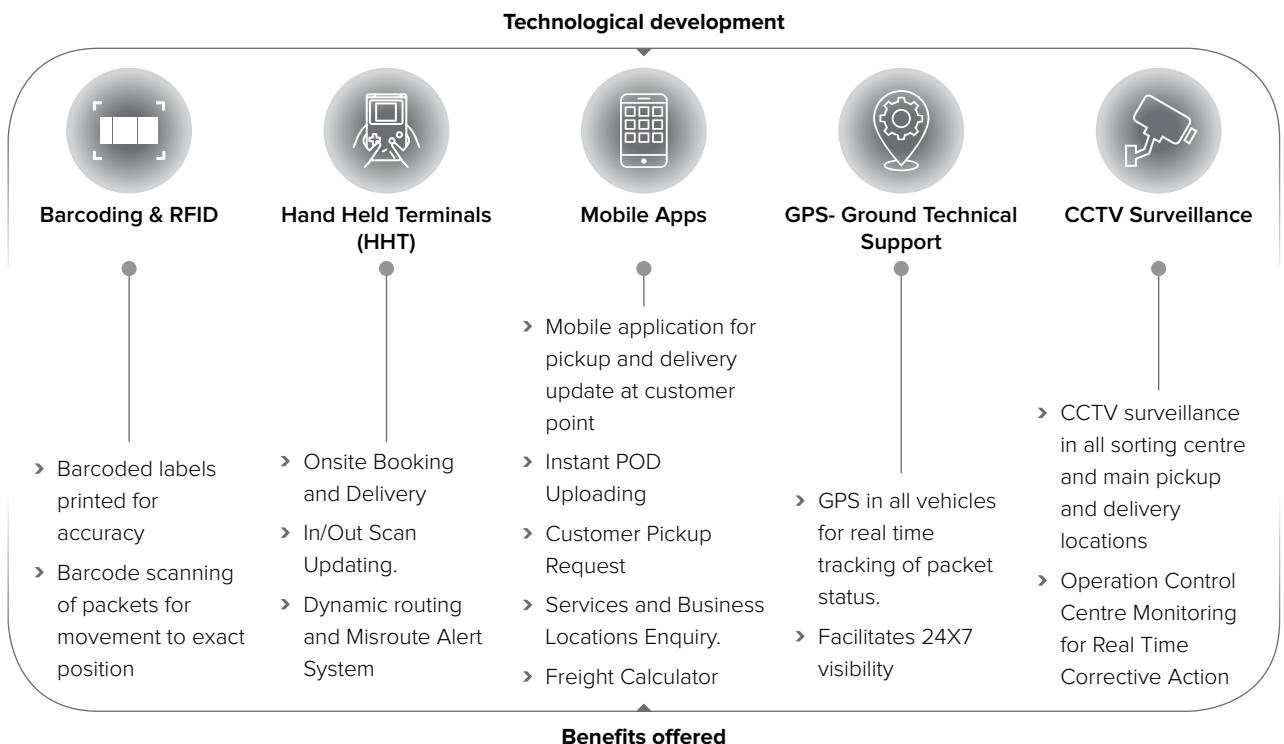 Technological development
Barcoding & RFID
Hand Held Terminals
(HHT)
Mobile Apps
GPS- Ground Technical
Support
CCTV Surveillance
› Barcoded labels
printed for
accuracy
› Barcode scanning
of packets for
movement to exact
position
› Onsite Booking
and Delivery
› In/Out Scan
Updating.
› Dynamic routing
and Misroute Alert
System
› Mobile application for
pickup and delivery
update at customer
point
› Instant POD
Uploading
› Customer Pickup
Request
› Services and Business
Locations Enquiry.
› Freight Calculator
› GPS in all vehicles
for real time
tracking of packet
status.
› Facilitates 24X7
visibility
› CCTV surveillance
in all sorting centre
and main pickup
and delivery
locations
› Operation Control
Centre Monitoring
for Real Time
Corrective Action
Benefits offered